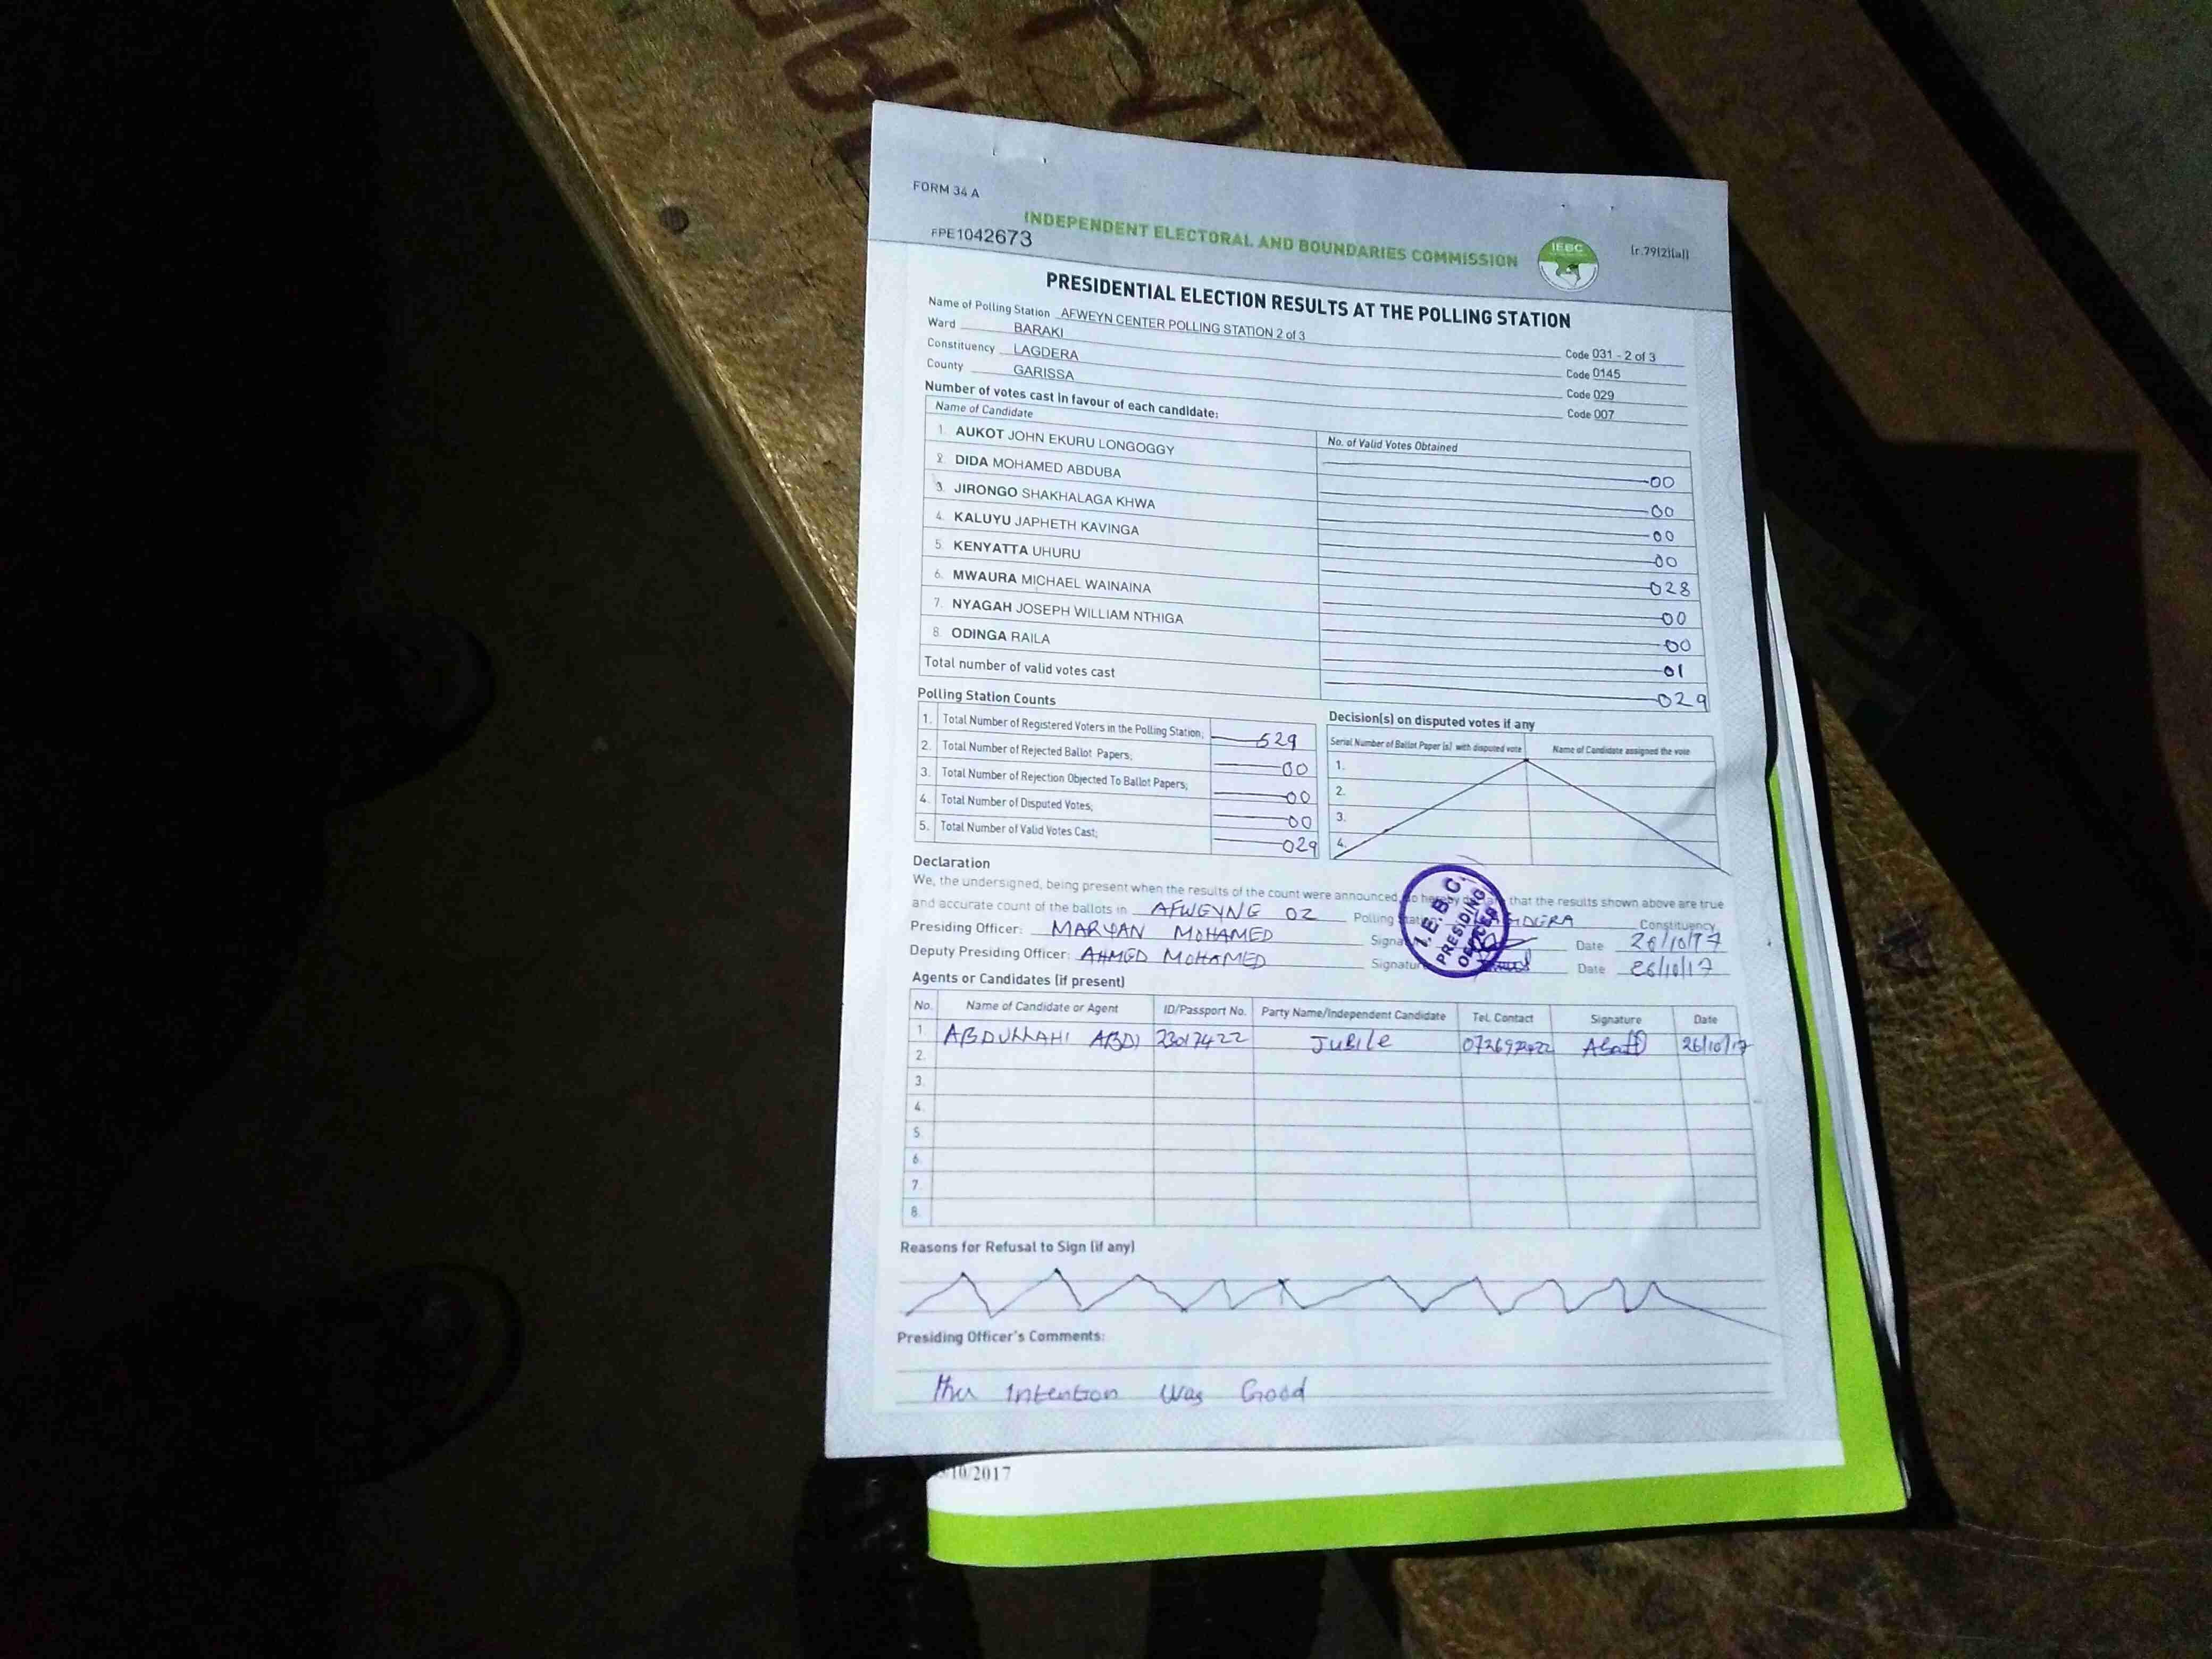 FORM 34 A
INDEPENDENT ELECTORAL AND BOUNDARIES COMMISSION
IEBC
(r.79(2)(a))
FPE1042673
PRESIDENTIAL ELECTION RESULTS AT THE POLLING STATION
Name of Polling Station AFWEYN CENTER POLLING STATION 2 of 3 Code 031 - 2 of 3
Ward BARAKI Code 0145
Constituency LAGDERA Code 029
County GARISSA Code 007
Number of votes cast in favour of each candidate:
Name of Candidate No. of Valid Votes Obtained
1. AUKOT JOHN EKURU LONGOGGY 00
2. DIDA MOHAMED ABDUBA 00
3. JIRONGO SHAKHALAGA KHWA 00
4. KALUYU JAPHETH KAVINGA 00
5. KENYATTA UHURU 028
6. MWAURA MICHAEL WAINAINA 00
7. NYAGAH JOSEPH WILLIAM NTHIGA 00
8. ODINGA RAILA 01
Total number of valid votes cast 029
Polling Station Counts
1. Total Number of Registered Voters in the Polling Station; 529
2. Total Number of Rejected Ballot Papers; 00
3. Total Number of Rejection Objected To Ballot Papers; 00
4. Total Number of Disputed Votes; 00
5. Total Number of Valid Votes Cast; 029
Decision(s) on disputed votes if any
Serial Number of Ballot Paper (s) with disputed vote Name of Candidate assigned the vote
1.
2.
3.
4.
Declaration
We, the undersigned, being present when the results of the count were announced, do hereby that the results shown above are true
and accurate count of the ballots in AFWEYNE 02 Polling Constituency
Presiding Officer: MARYAN MOHAMED Signature Date 26/10/17
Deputy Presiding Officer: AHMED MOHAMED Signature Date 26/10/17
I.E.B.C.
PRESIDING
OFFICER
Agents or Candidates (if present)
No. Name of Candidate or Agent ID/Passport No. Party Name/Independent Candidate Tel. Contact Signature Date
1 ABDULLAHI ABDI 23017422 JUBILE 26/10/17
2.
3.
4.
5.
6.
7.
8.
Reasons for Refusal to Sign (if any)
Presiding Officer's Comments:
Intention was Good
10/2017